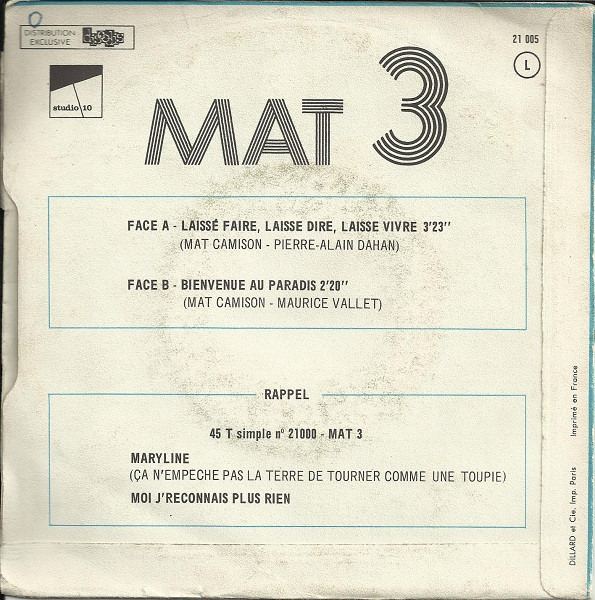 DISTRIBUTION
EXCLUSIVE
21 005
L
studio 10
MAT 3
FACE A - LAISSÉ FAIRE, LAISSE DIRE, LAISSE VIVRE 3'23"
(MAT CAMISON - PIERRE-ALAIN DAHAN)
FACE B - BIENVENUE AU PARADIS 2'20"
(MAT CAMISON - MAURICE VALLET)
RAPPEL
45 T simple nº 21000 - MAT 3
MARYLINE
(ÇA N'EMPECHE PAS LA TERRE DE TOURNER COMME UNE TOUPIE)
MOI J'RECONNAIS PLUS RIEN
DILLARD et Cie. Imp. Paris Imprimé en France